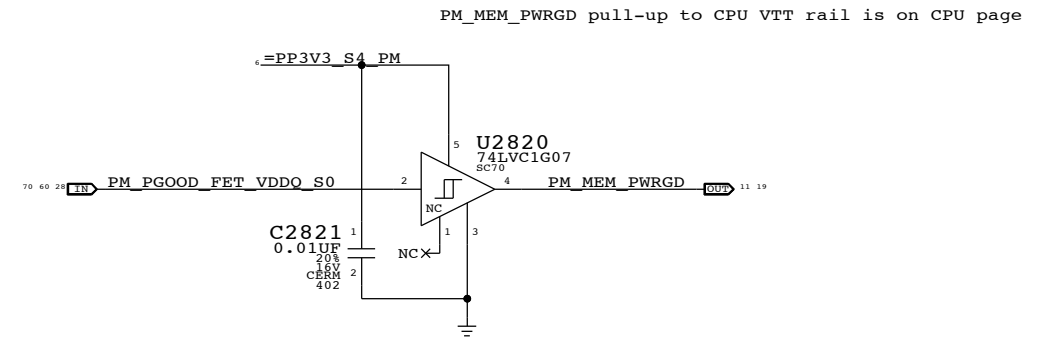 PM_MEM_PWRGD pull-up to CPU VTT rail is on CPU page
6 =PP3V3_S4_PM
5
U2820
74LVC1G07
SC70
70 60 28 IN PM_PGOOD_FET_VDDQ_S0
2
4
PM_MEM_PWRGD OUT 11 19
NC
C2821 1
1
3
0.01UF
20%
16V
CERM 2
402
NC